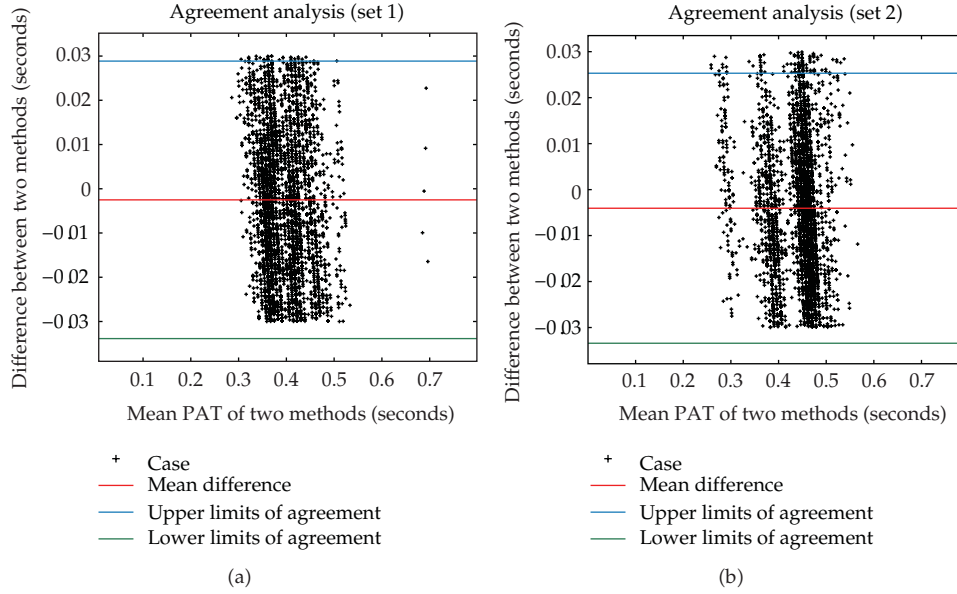 Agreement analysis (set 1)
Difference between two methods (seconds)
0.03
0.02
0.01
0
−0.01
−0.02
−0.03
0.1 0.2 0.3 0.4 0.5 0.6 0.7
Mean PAT of two methods (seconds)
Case
Mean difference
Upper limits of agreement
Lower limits of agreement
(a)
Agreement analysis (set 2)
Difference between two methods (seconds)
0.03
0.02
0.01
0
−0.01
−0.02
−0.03
0.1 0.2 0.3 0.4 0.5 0.6 0.7
Mean PAT of two methods (seconds)
Case
Mean difference
Upper limits of agreement
Lower limits of agreement
(b)